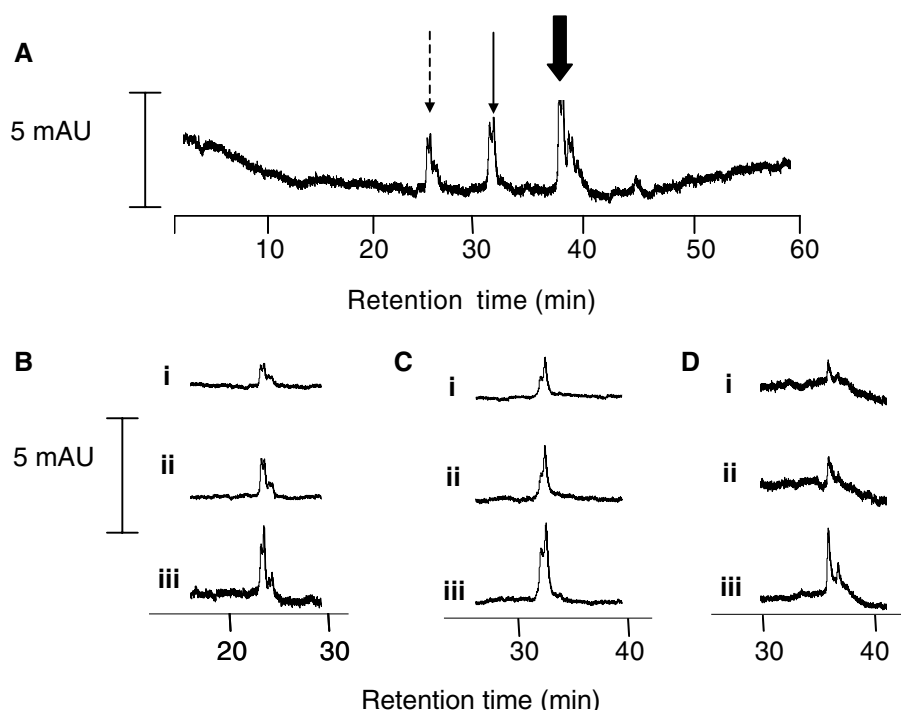 A
5 mAU
10 20 30 40 50 60
Retention time (min)
B C D
i i i
5 mAU
ii ii ii
iii iii iii
20 30 30 40 30 40
Retention time (min)